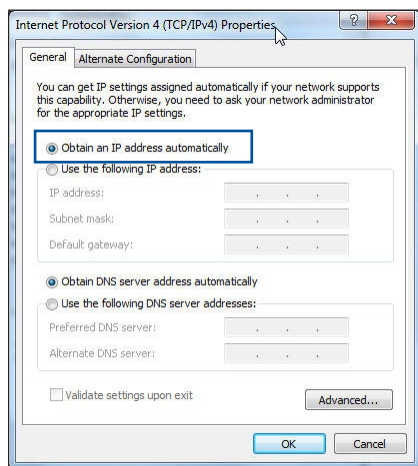 Internet Protocol Version 4 (TCP/IPv4) Properties
?
X
General
Alternate Configuration
You can get IP settings assigned automatically if your network supports
this capability. Otherwise, you need to ask your network administrator
for the appropriate IP settings.
Obtain an IP address automatically
Use the following IP address:
IP address:
Subnet mask:
Default gateway:
Obtain DNS server address automatically
Use the following DNS server addresses:
Preferred DNS server:
Alternate DNS server:
Validate settings upon exit
Advanced...
OK
Cancel